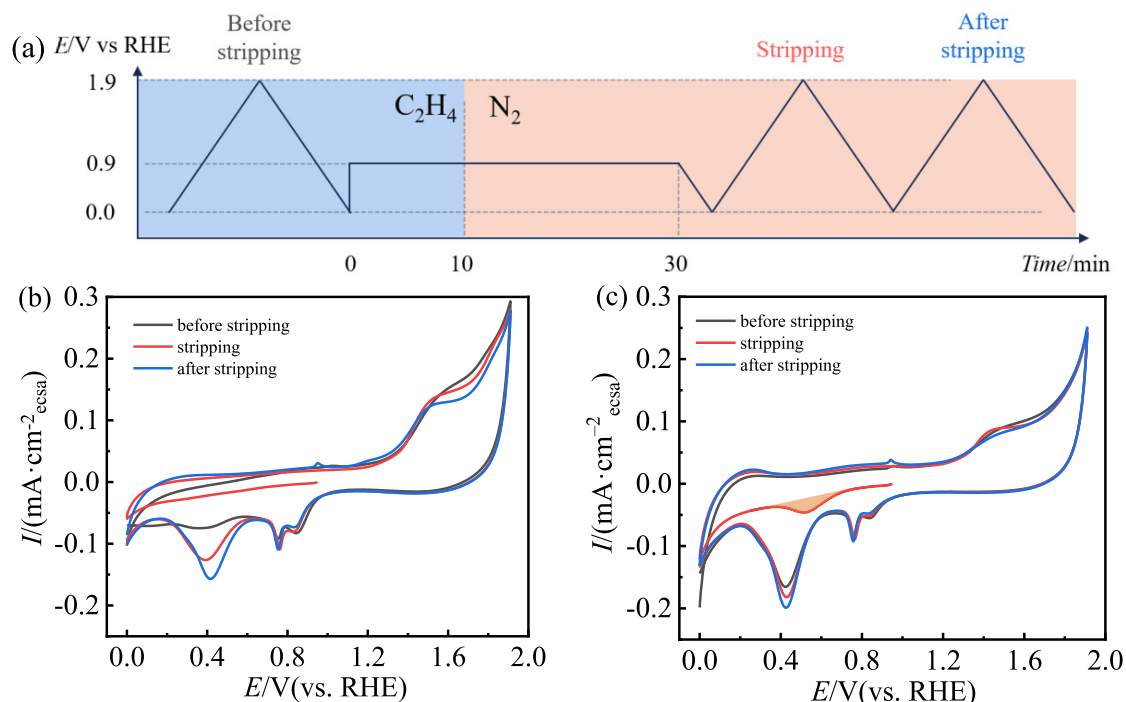 (a)
E/V vs RHE
Before
stripping
Stripping
After
stripping
1.9
C₂H₄
N₂
0.9
0.0
0
10
30
Time/min
(b)
0.3
before stripping
stripping
after stripping
0.2
0.1
0.0
-0.1
-0.2
I/(mA·cm⁻²ecsa)
0.0
0.4
0.8
1.2
1.6
2.0
E/V(vs. RHE)
(c)
0.3
before stripping
stripping
after stripping
0.2
0.1
0.0
-0.1
-0.2
I/(mA·cm⁻²ecsa)
0.0
0.4
0.8
1.2
1.6
2.0
E/V(vs. RHE)